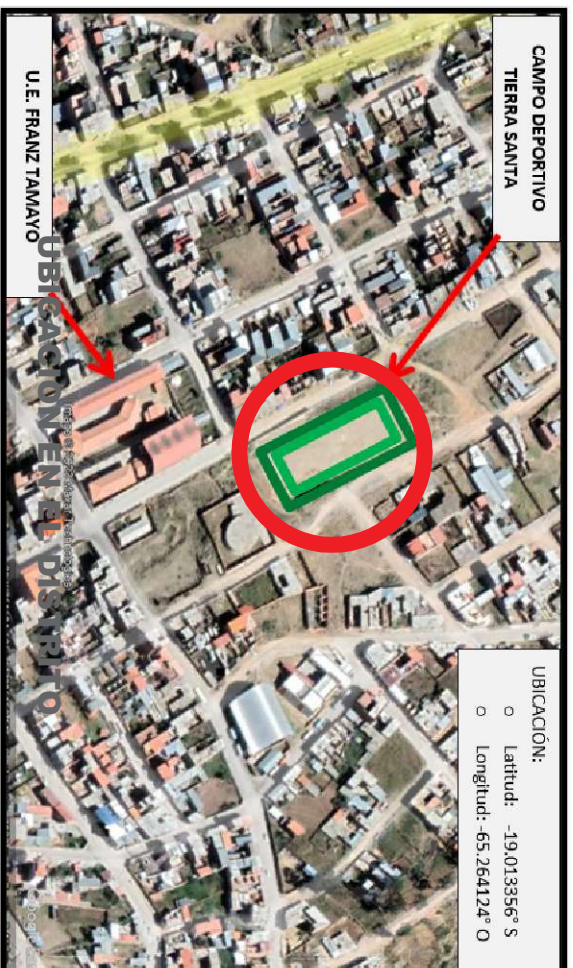 CAMPO DEPORTIVO
TIERRA SANTA
U.E. FRANZ TAMAYO
UBICACIÓN:
○ Latitud: -19.013356° S
○ Longitud: -65.264124° O
UBICACIÓN EN EL DISTRITO